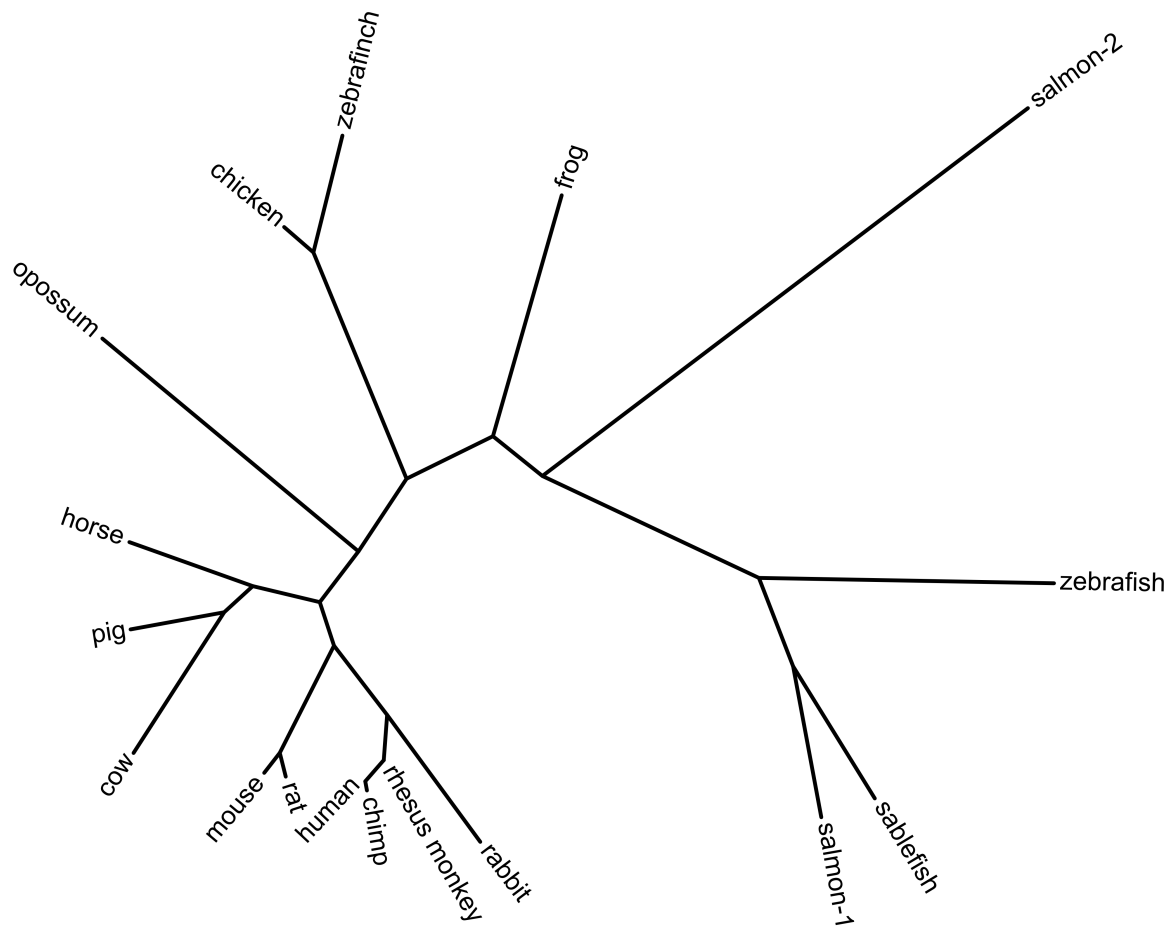 zebrafinch
salmon-2
chicken
frog
opossum
horse
zebrafish
pig
cow
mouse
rat
human
chimp
rhesus monkey
rabbit
sablefish
salmon-1